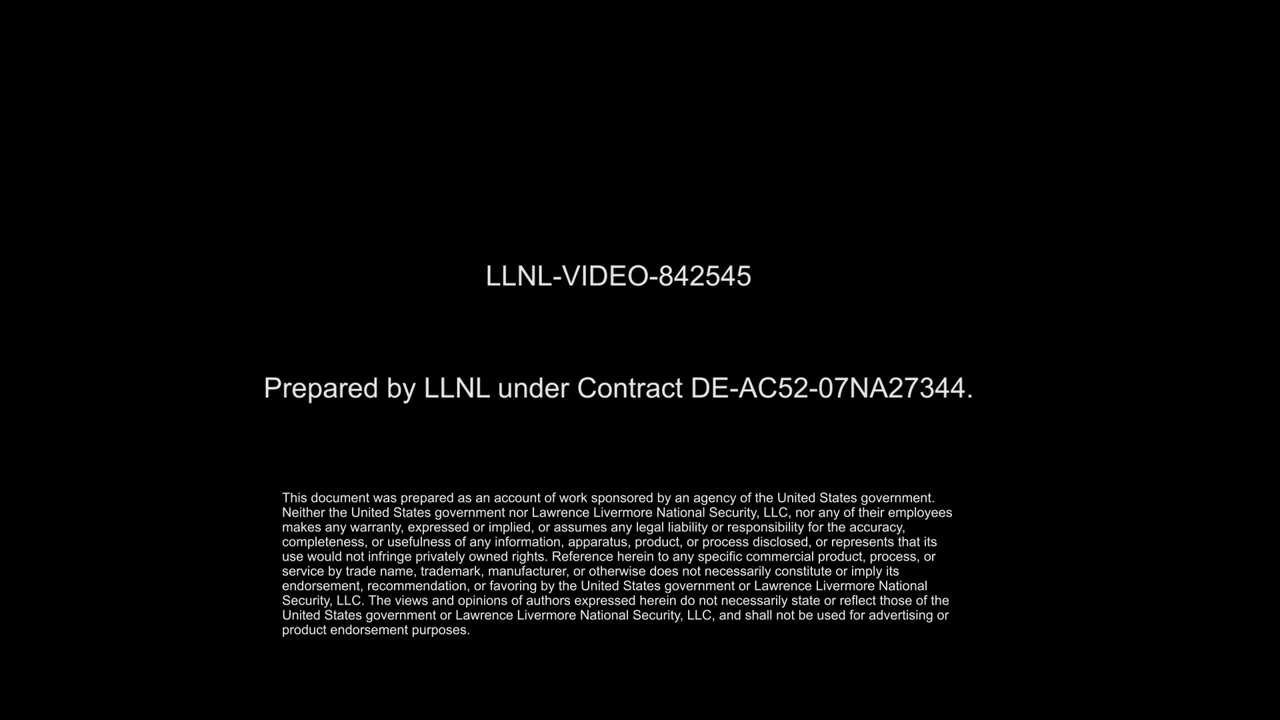 LLNL-VIDEO-842545
Prepared by LLNL under Contract DE-AC52-07NA27344.
This document was prepared as an account of work sponsored by an agency of the United States government.
Neither the United States government nor Lawrence Livermore National Security, LLC, nor any of their employees
makes any warranty, expressed or implied, or assumes any legal liability or responsibility for the accuracy,
completeness, or usefulness of any information, apparatus, product, or process disclosed, or represents that its
use would not infringe privately owned rights. Reference herein to any specific commercial product, process, or
service by trade name, trademark, manufacturer, or otherwise does not necessarily constitute or imply its
endorsement, recommendation, or favoring by the United States government or Lawrence Livermore National
Security, LLC. The views and opinions of authors expressed herein do not necessarily state or reflect those of the
United States government or Lawrence Livermore National Security, LLC, and shall not be used for advertising or
product endorsement purposes.